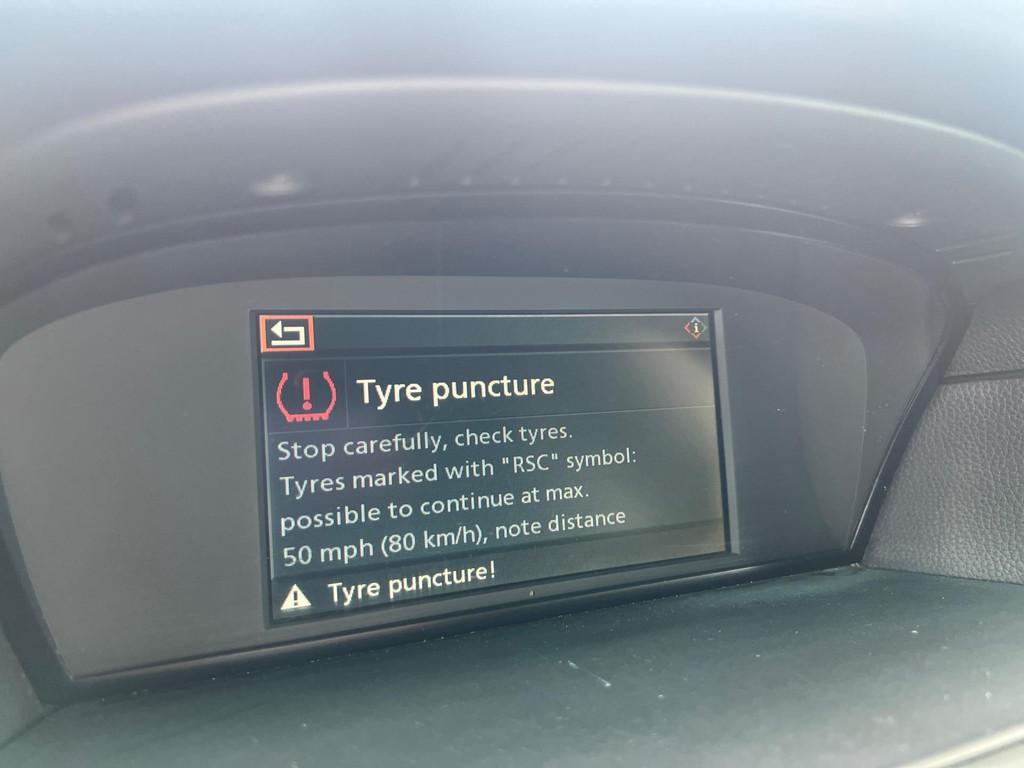 Tyre puncture
Stop carefully, check tyres.
Tyres marked with "RSC" symbol:
possible to continue at max.
50 mph (80 km/h), note distance
Tyre puncture!